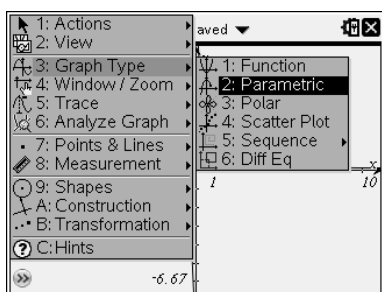 1: Actions
2: View
3: Graph Type
4: Window / Zoom
5: Trace
6: Analyze Graph
7: Points & Lines
8: Measurement
9: Shapes
A: Construction
B: Transformation
C:Hints
aved
1: Function
2: Parametric
3: Polar
4: Scatter Plot
5: Sequence
6: Diff Eq
x
1
10
-6.67